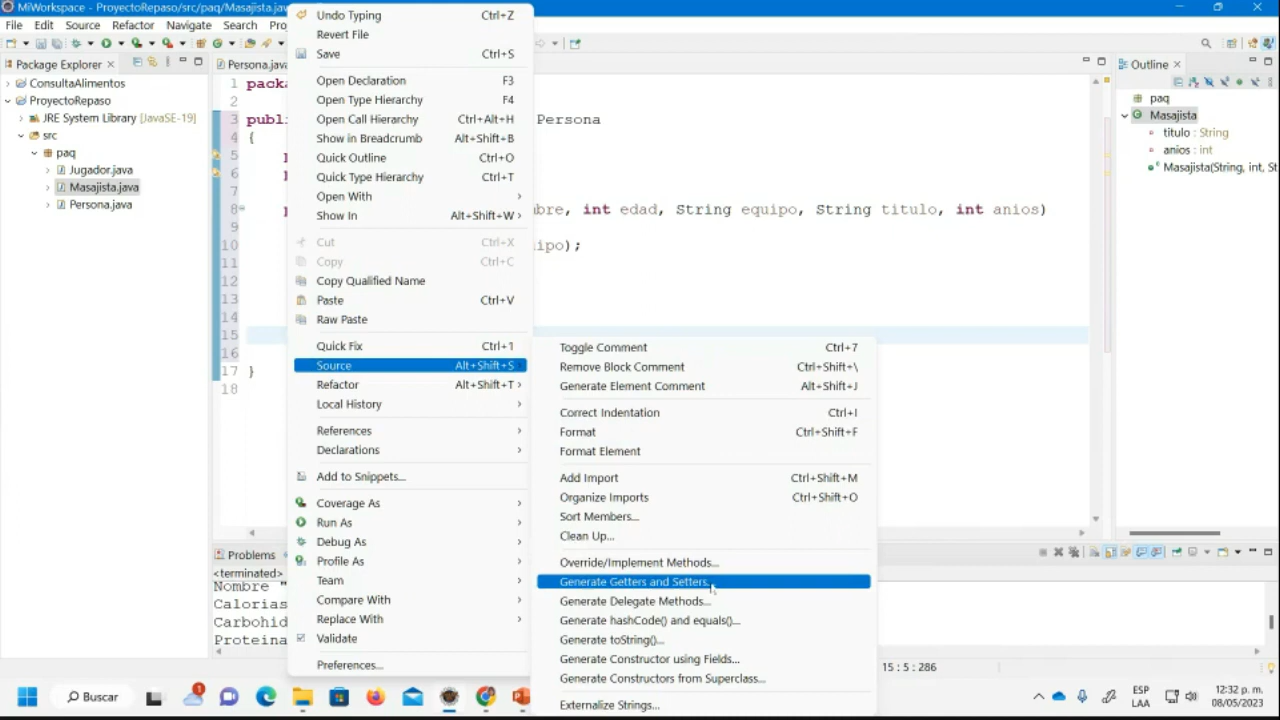 MiWorkspace - ProyectoRepaso/src/paq/Masajista.jav
File Edit Source Refactor Navigate Search Proj
Package Explorer
ConsultaAlimentos
ProyectoRepaso
JRE System Library [JavaSE-19]
src
paq
Jugador.java
Masajista.java
Persona.java
Persona.java
1 packa
2
3 publi Persona
4 {
5 p
6 p
7
8 p bre, int edad, String equipo, String titulo, int anios)
9
10 ipo);
11
12
13
14
15
16
17 }
18
Undo Typing Ctrl+Z
Revert File
Save Ctrl+S
Open Declaration F3
Open Type Hierarchy F4
Open Call Hierarchy Ctrl+Alt+H
Show in Breadcrumb Alt+Shift+B
Quick Outline Ctrl+O
Quick Type Hierarchy Ctrl+T
Open With
Show In Alt+Shift+W
Cut Ctrl+X
Copy Ctrl+C
Copy Qualified Name
Paste Ctrl+V
Raw Paste
Quick Fix Ctrl+1
Source Alt+Shift+S
Refactor Alt+Shift+T
Local History
References
Declarations
Add to Snippets...
Coverage As
Run As
Debug As
Profile As
Team
Compare With
Replace With
Validate
Preferences...
Toggle Comment Ctrl+7
Remove Block Comment Ctrl+Shift+\
Generate Element Comment Alt+Shift+J
Correct Indentation Ctrl+I
Format Ctrl+Shift+F
Format Element
Add Import Ctrl+Shift+M
Organize Imports Ctrl+Shift+O
Sort Members...
Clean Up...
Override/Implement Methods...
Generate Getters and Setters...
Generate Delegate Methods...
Generate hashCode() and equals()...
Generate toString()...
Generate Constructor using Fields...
Generate Constructors from Superclass...
Externalize Strings...
Outline
paq
Masajista
titulo : String
anios : int
Masajista(String, int, St
Problems
<terminated>
Nombre "
Calorias
Carbohid
Proteina
15 : 5 : 286
Buscar
1
ESP
LAA
12:32 p. m.
08/05/2023